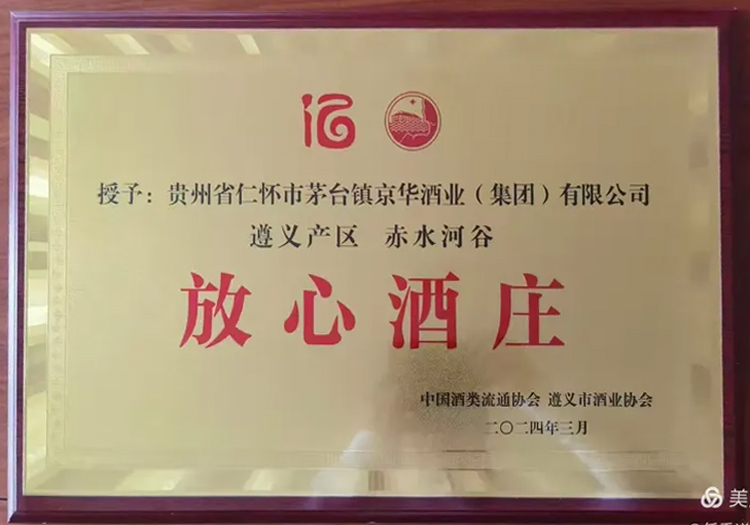 授予：贵州省仁怀市茅台镇京华酒业（集团）有限公司
遵义产区 赤水河谷
放心酒庄
中国酒类流通协会 遵义市酒业协会
二〇二四年三月
美